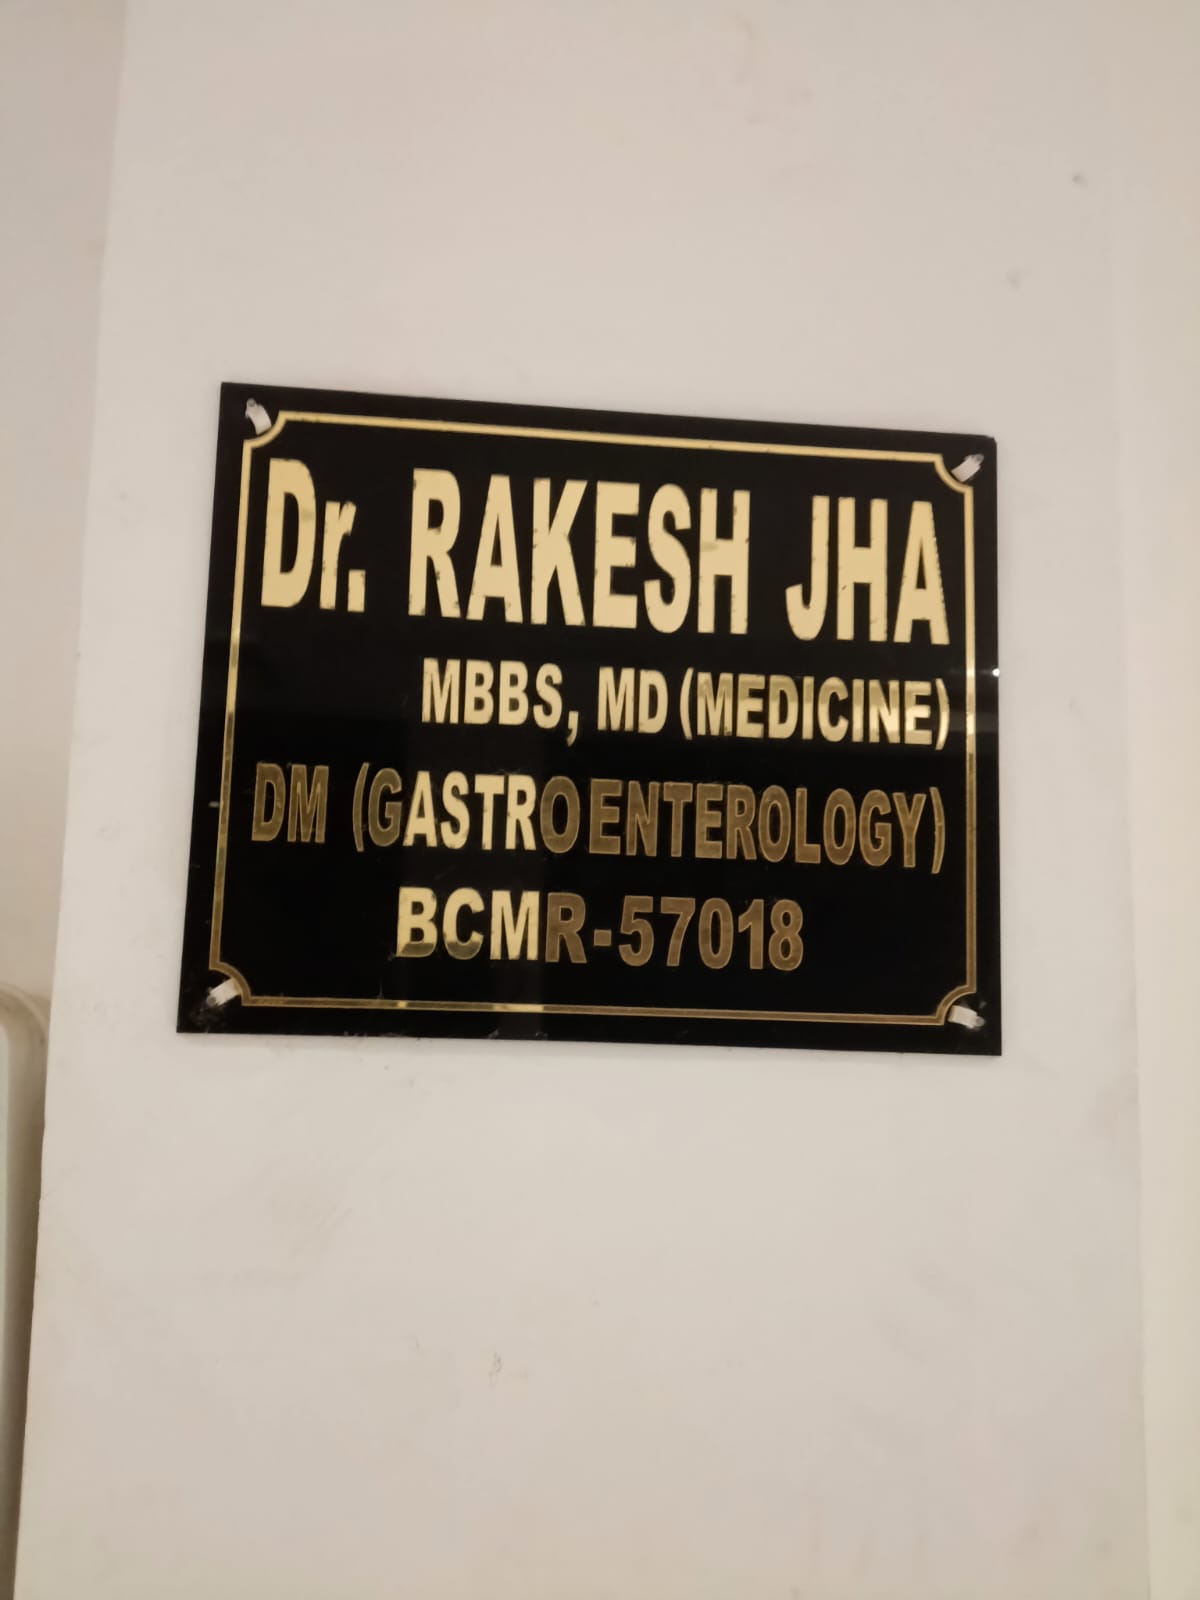 Dr. RAKESH JHA
MBBS, MD (MEDICINE)
DM (GASTROENTEROLOGY)
BCMR-57018